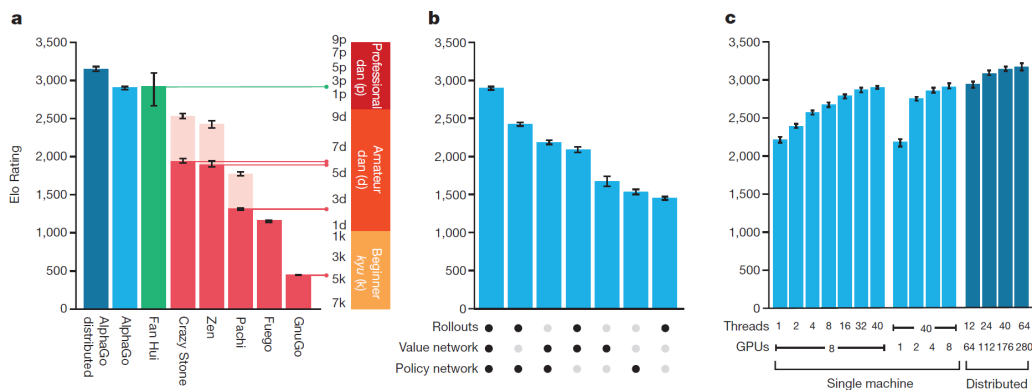 a
Elo Rating
3,500
3,000
2,500
2,000
1,500
1,000
500
0
AlphaGo
distributed
AlphaGo
Fan Hui
Crazy Stone
Zen
Pachi
Fuego
GnuGo
9p
7p
5p
3p
1p
9d
7d
5d
3d
1d
1k
3k
5k
7k
Professional
dan (p)
Amateur
dan (d)
Beginner
kyu (k)
b
3,500
3,000
2,500
2,000
1,500
1,000
500
0
Rollouts
Value network
Policy network
c
3,500
3,000
2,500
2,000
1,500
1,000
500
0
Threads 1 2 4 8 16 32 40 40 12 24 40 64
GPUs 8 1 2 4 8 64 112 176 280
Single machine Distributed